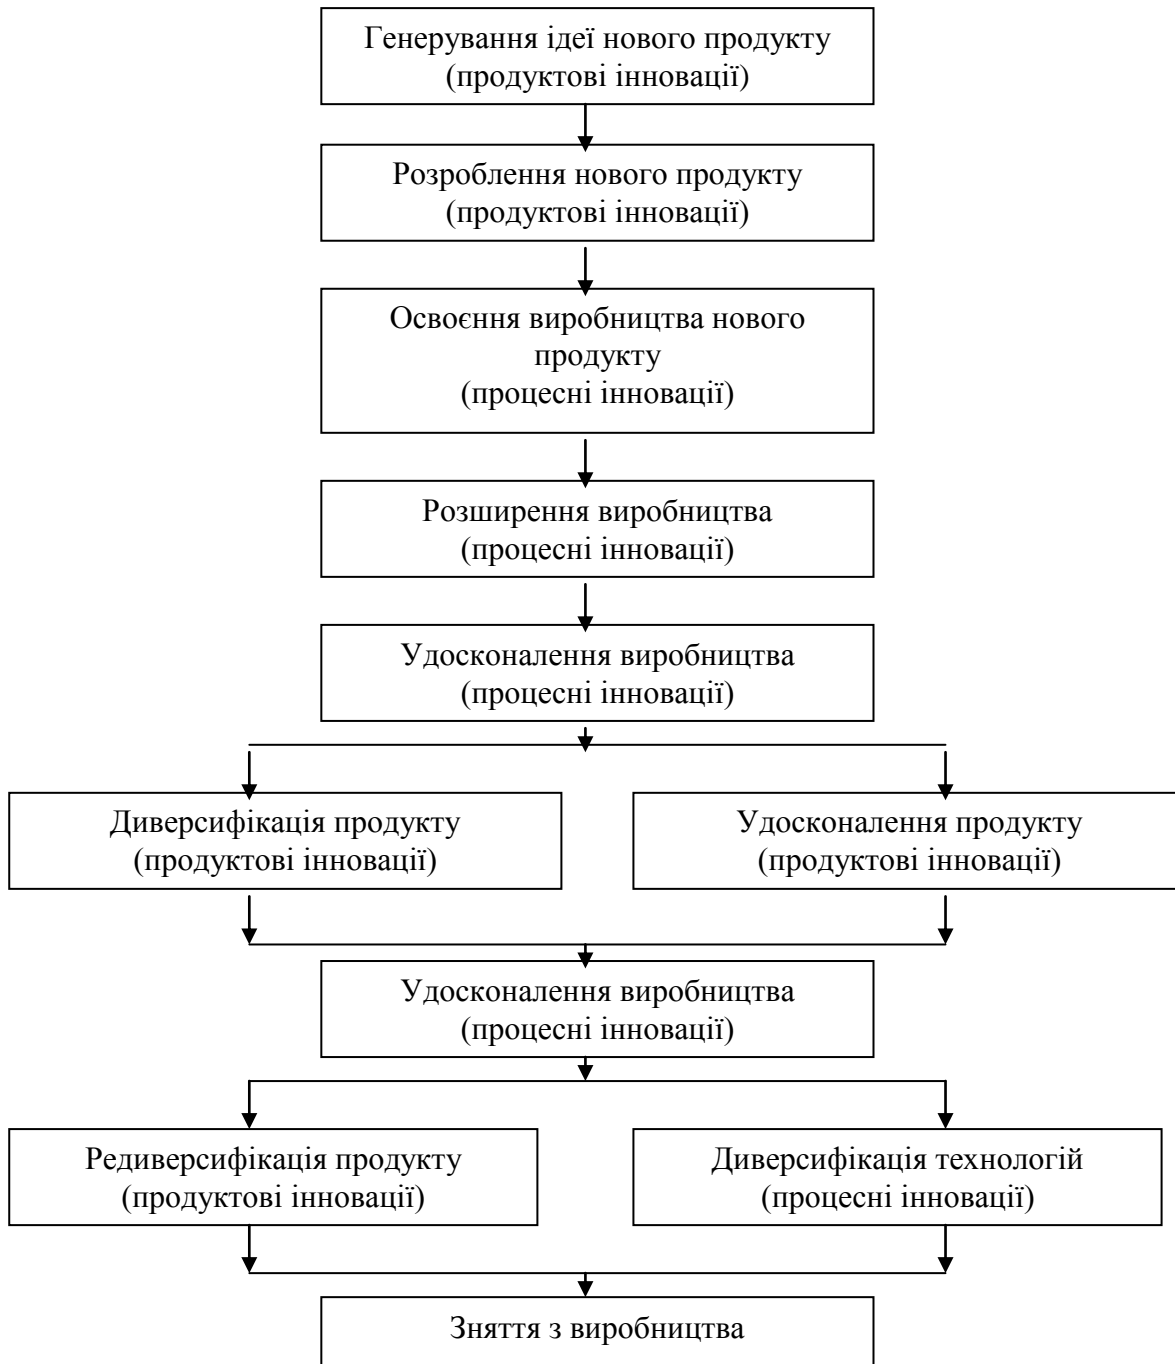 Генерування ідеї нового продукту
(продуктові інновації)
Розроблення нового продукту
(продуктові інновації)
Освоєння виробництва нового
продукту
(процесні інновації)
Розширення виробництва
(процесні інновації)
Удосконалення виробництва
(процесні інновації)
Диверсифікація продукту
(продуктові інновації)
Удосконалення продукту
(продуктові інновації)
Удосконалення виробництва
(процесні інновації)
Редиверсифікація продукту
(продуктові інновації)
Диверсифікація технологій
(процесні інновації)
Зняття з виробництва